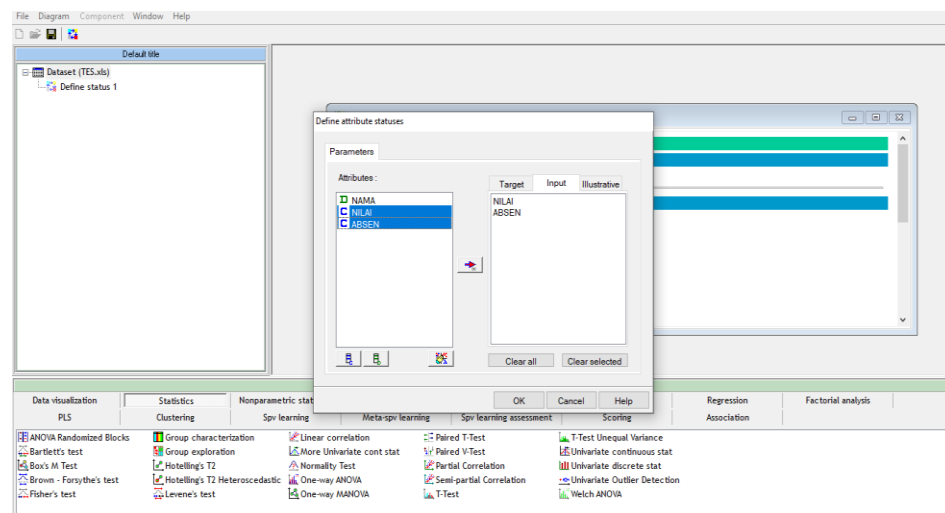 File Diagram Component Window Help
Default title
Dataset (TES.xls)
Define status 1
Define attribute statuses
Parameters
Attributes :
Target Input Illustrative
D NAMA
C NILAI
C ABSEN
NILAI
ABSEN
Clear all Clear selected
OK Cancel Help
Data visualization Statistics Nonparametric stat Regression Factorial analysis
PLS Clustering Spv learning Meta-spv learning Spv learning assessment Scoring Association
ANOVA Randomized Blocks Group characterization Linear correlation Paired T-Test T-Test Unequal Variance
Bartlett's test Group exploration More Univariate cont stat Paired V-Test Univariate continuous stat
Box's M Test Hotelling's T2 Normality Test Partial Correlation Univariate discrete stat
Brown - Forsythe's test Hotelling's T2 Heteroscedastic One-way ANOVA Semi-partial Correlation Univariate Outlier Detection
Fisher's test Levene's test One-way MANOVA T-Test Welch ANOVA